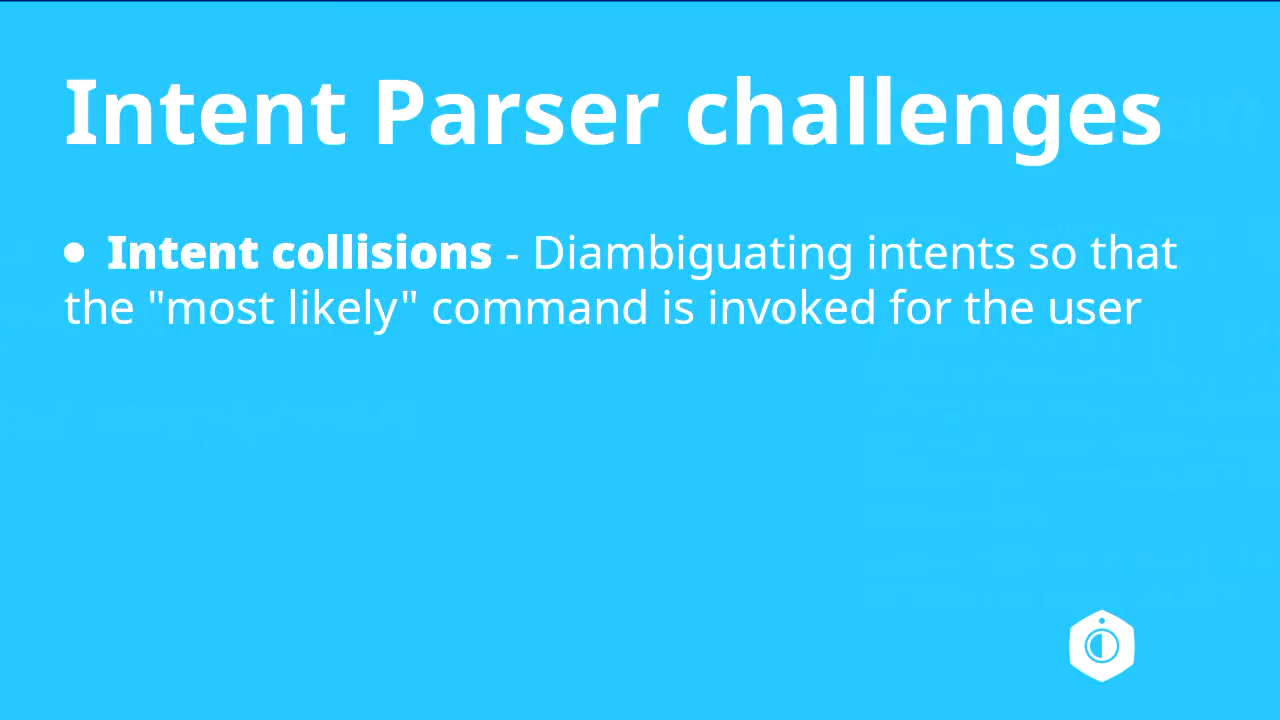 Intent Parser challenges
• Intent collisions - Diambiguating intents so that
the "most likely" command is invoked for the user